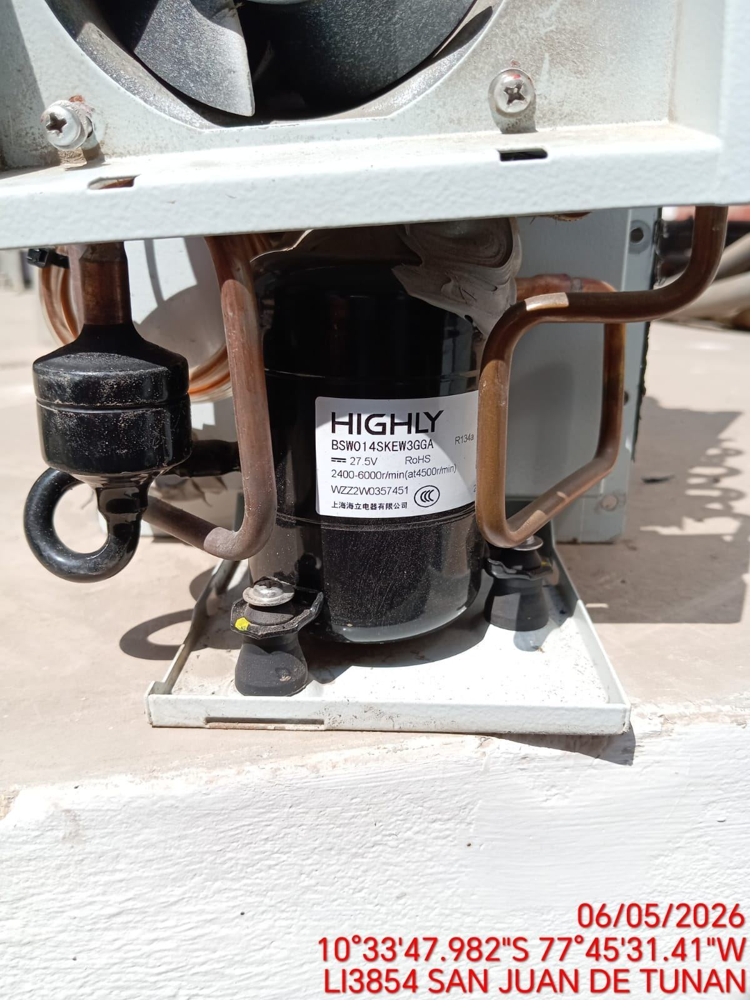 HIGHLY
BSW014SKEW3GGA R134a
27.5V RoHS
2400-6000r/min(at4500r/min)
WZZ2W0357451
上海海立电器有限公司
06/05/2026
10°33'47.982"S 77°45'31.41"W
LI3854 SAN JUAN DE TUNAN